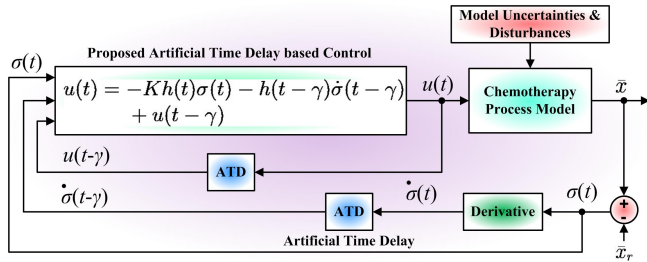 Model Uncertainties &
Disturbances
Proposed Artificial Time Delay based Control
σ(t)
u(t) = −Kh(t)σ(t) − h(t − γ)σ̇(t − γ)
+ u(t − γ)
u(t)
Chemotherapy
Process Model
x̄
u(t-γ)
ATD
σ̇(t-γ)
σ̇(t)
σ(t)
ATD
Derivative
+
-
Artificial Time Delay
x̄ᵣ